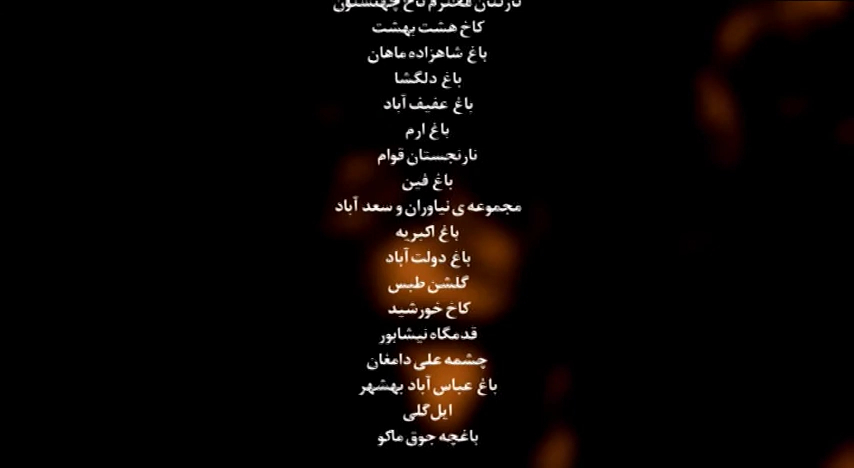 کاخ هشت بهشت
باغ شاهزاده ماهان
باغ دلگشا
باغ عفیف آباد
باغ ارم
نارنجستان قوام
باغ فین
مجموعه ی نیاوران و سعد آباد
باغ اکبریه
باغ دولت آباد
گلشن طبس
کاخ خورشید
قدمگاه نیشابور
چشمه علی دامغان
باغ عباس آباد بهشهر
ایل گلی
باغچه جوق ماکو